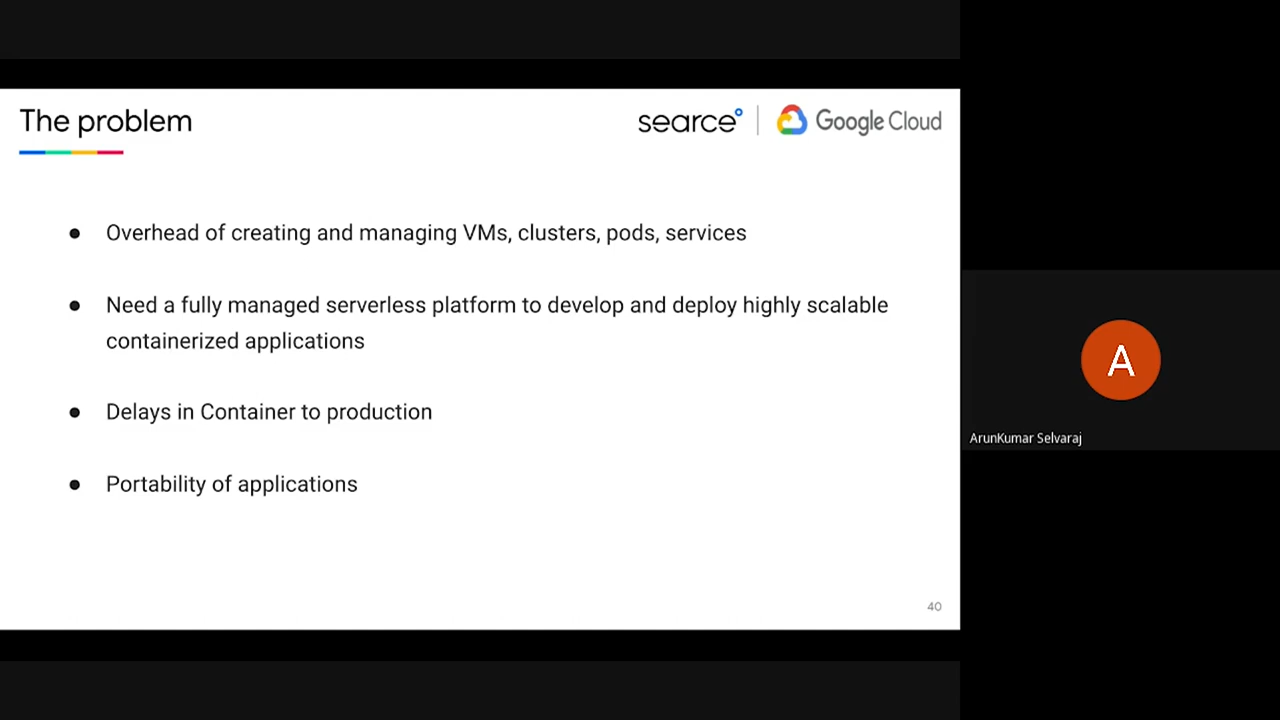 The problem
searce
Google Cloud
● Overhead of creating and managing VMs, clusters, pods, services
● Need a fully managed serverless platform to develop and deploy highly scalable
containerized applications
● Delays in Container to production
● Portability of applications
40
A
ArunKumar Selvaraj